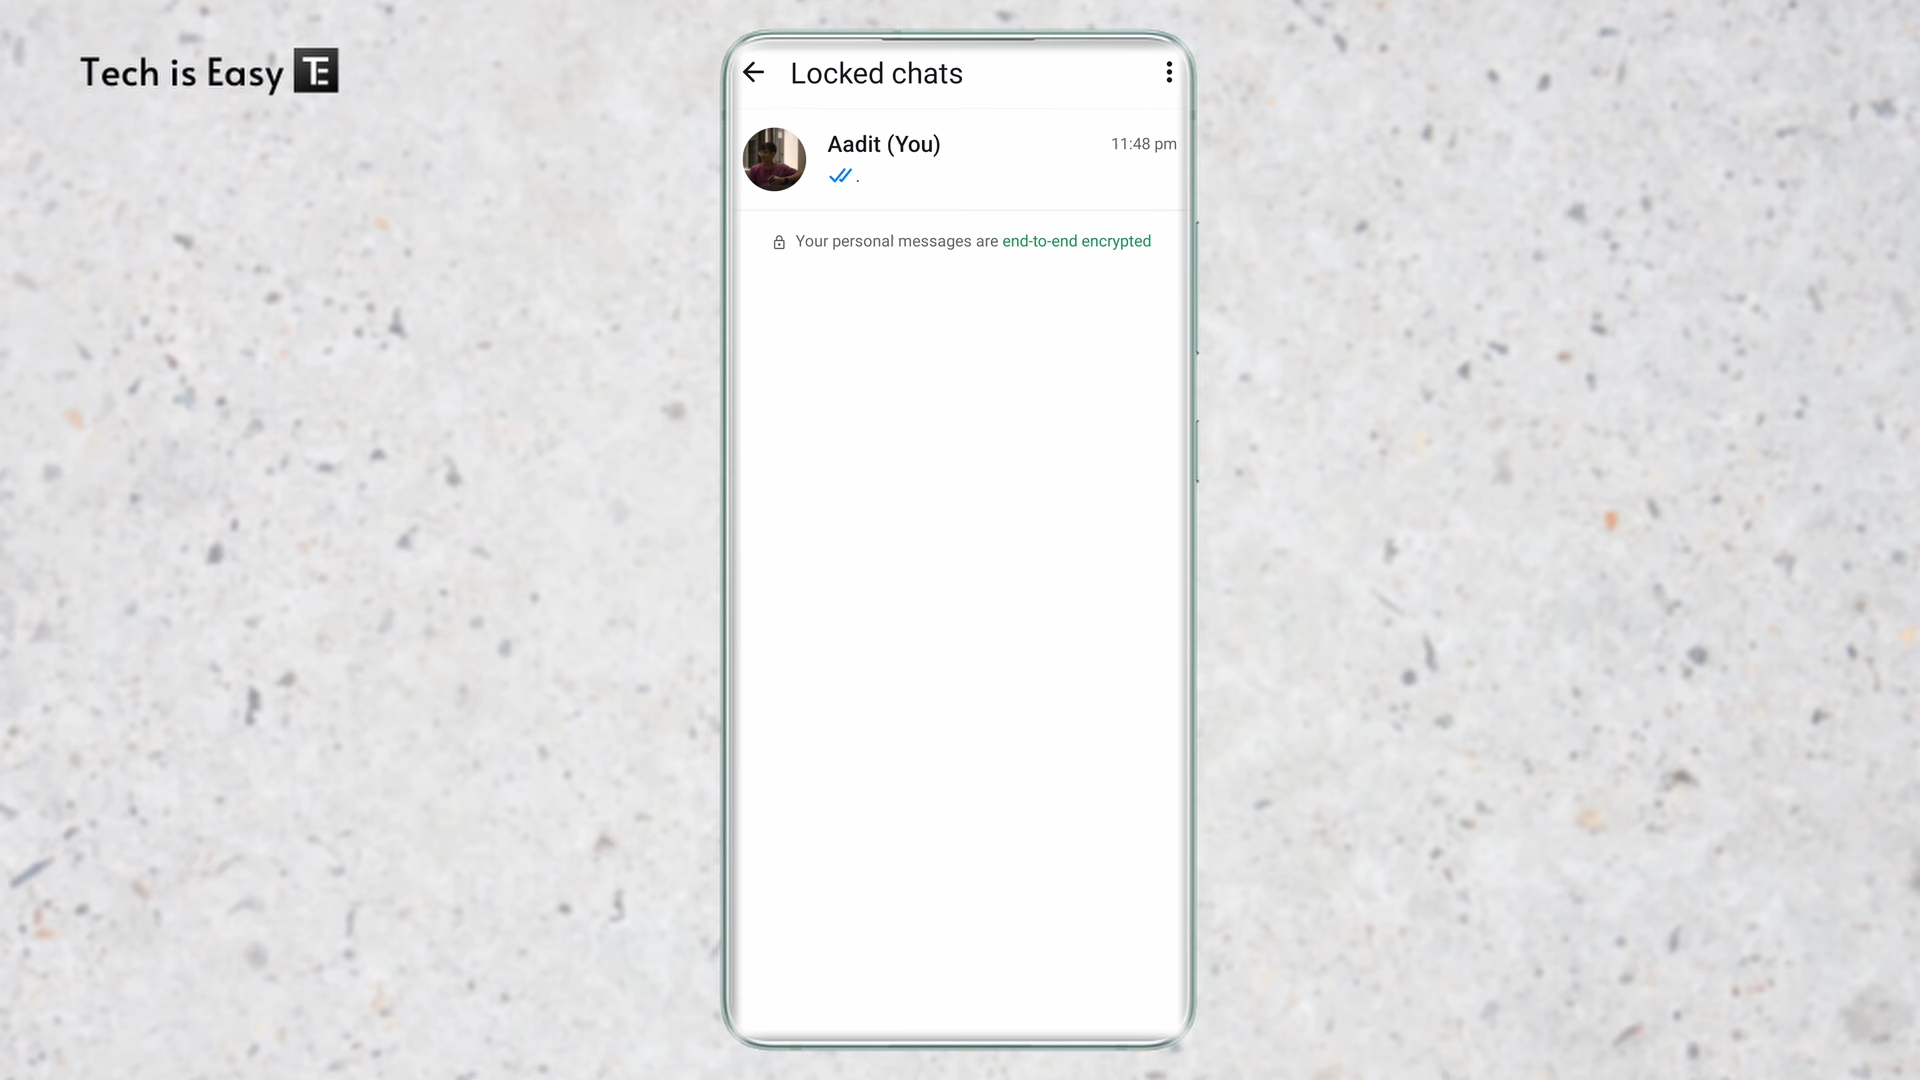 Tech is Easy TE
Locked chats
Aadit (You)
11:48 pm
.
Your personal messages are end-to-end encrypted